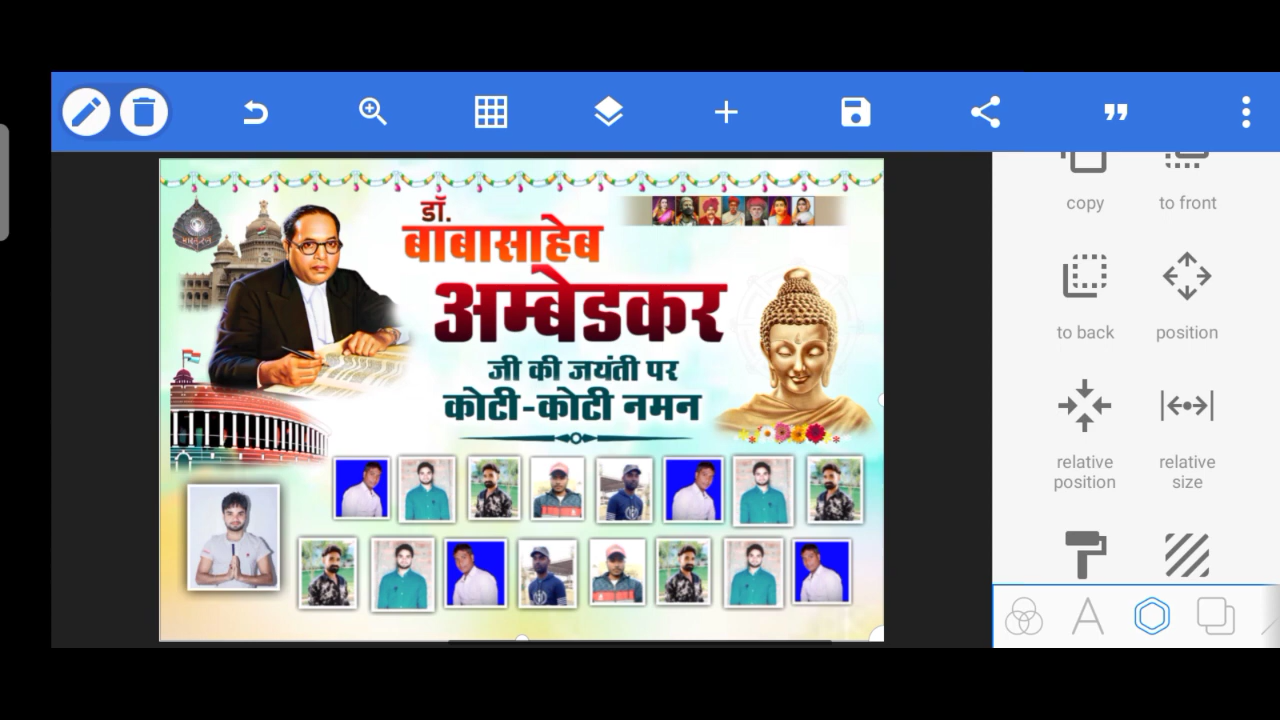 copy
to front
डॉ.
बाबासाहेब
अम्बेडकर
जी की जयंती पर
कोटी-कोटी नमन
to back
position
relative
position
relative
size